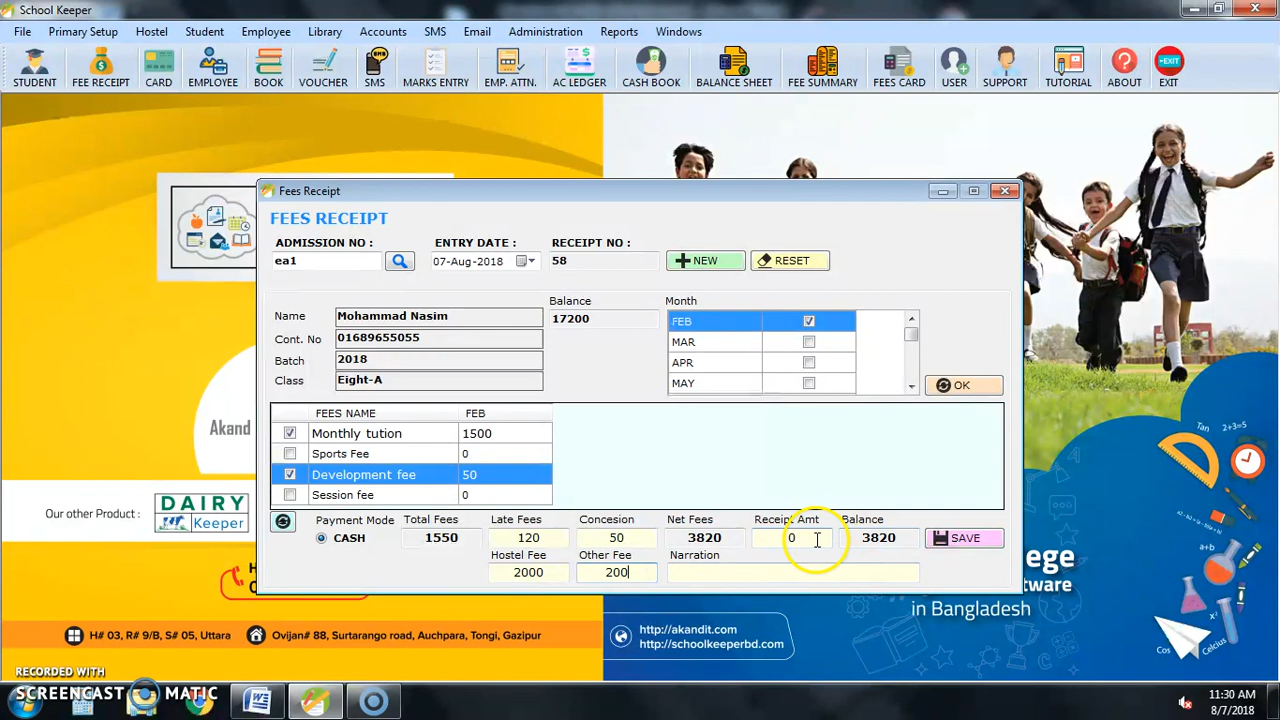 School Keeper
File Primary Setup Hostel Student Employee Library Accounts SMS Email Administration Reports Windows
STUDENT FEE RECEIPT CARD EMPLOYEE BOOK VOUCHER SMS MARKS ENTRY EMP. ATTN. AC LEDGER CASH BOOK BALANCE SHEET FEE SUMMARY FEES CARD USER SUPPORT TUTORIAL ABOUT EXIT
Fees Receipt
FEES RECEIPT
ADMISSION NO : ENTRY DATE : RECEIPT NO :
ea1 07-Aug-2018 58 NEW RESET
Balance Month
Name Mohammad Nasim 17200 FEB
Cont. No 01689655055 MAR
Batch 2018 APR
Class Eight-A MAY
OK
FEES NAME FEB
Monthly tution 1500
Sports Fee 0
Development fee 50
Session fee 0
Payment Mode Total Fees Late Fees Concesion Net Fees Receipt Amt Balance
CASH 1550 120 50 3820 0 3820 SAVE
Hostel Fee Other Fee Narration
2000 200
Akand
Our other Product :
DAIRY
Keeper
in Bangladesh
H# 03, R# 9/B, S# 05, Uttara Ovijan# 88, Surtarango road, Auchpara, Tongi, Gazipur
http://akandit.com
http://schoolkeeperbd.com
Tan 2+3=5
a+b
Cos Celcius
RECORDED WITH
SCREENCAST MATIC
11:30 AM
8/7/2018